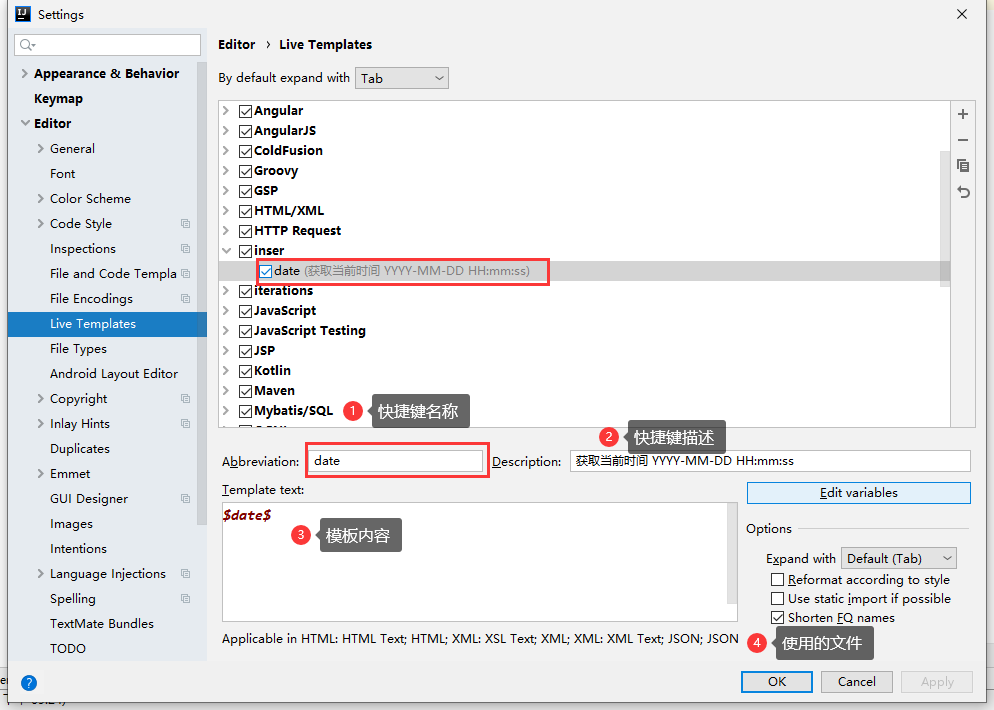 Settings
Editor › Live Templates
By default expand with Tab
Appearance & Behavior
Keymap
Editor
General
Font
Color Scheme
Code Style
Inspections
File and Code Templa
File Encodings
Live Templates
File Types
Android Layout Editor
Copyright
Inlay Hints
Duplicates
Emmet
GUI Designer
Images
Intentions
Language Injections
Spelling
TextMate Bundles
TODO
Angular
AngularJS
ColdFusion
Groovy
GSP
HTML/XML
HTTP Request
inser
date (获取当前时间 YYYY-MM-DD HH:mm:ss)
iterations
JavaScript
JavaScript Testing
JSP
Kotlin
Maven
Mybatis/SQL
1 快捷键名称
2 快捷键描述
Abbreviation: date
Description: 获取当前时间 YYYY-MM-DD HH:mm:ss
Template text:
Edit variables
$date$
3 模板内容
Options
Expand with Default (Tab)
Reformat according to style
Use static import if possible
Shorten FQ names
Applicable in HTML: HTML Text; HTML; XML: XSL Text; XML; XML: XML Text; JSON; JSON
4 使用的文件
?
OK
Cancel
Apply